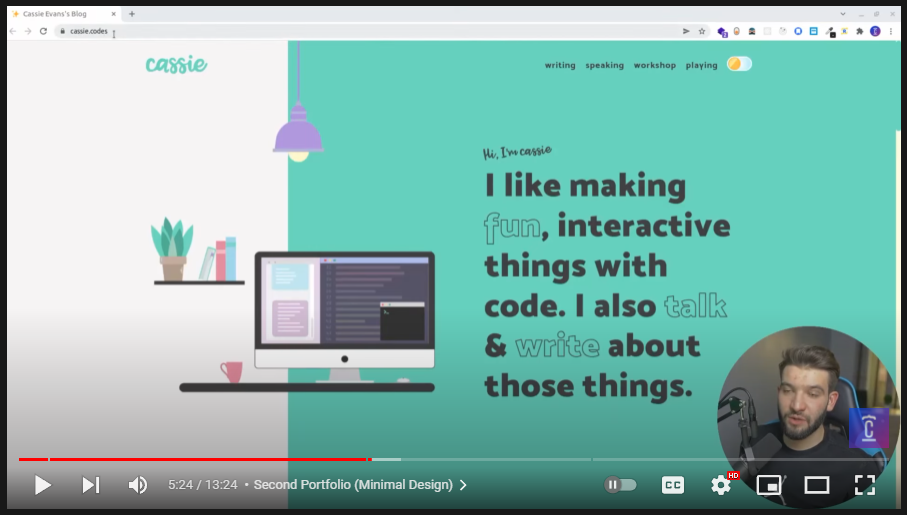 Cassie Evans's Blog
cassie.codes
cassie
writing speaking workshop playing
Hi, I'm cassie
I like making
fun, interactive
things with
code. I also talk
& write about
those things.
5:24 / 13:24 • Second Portfolio (Minimal Design)
CC
HD